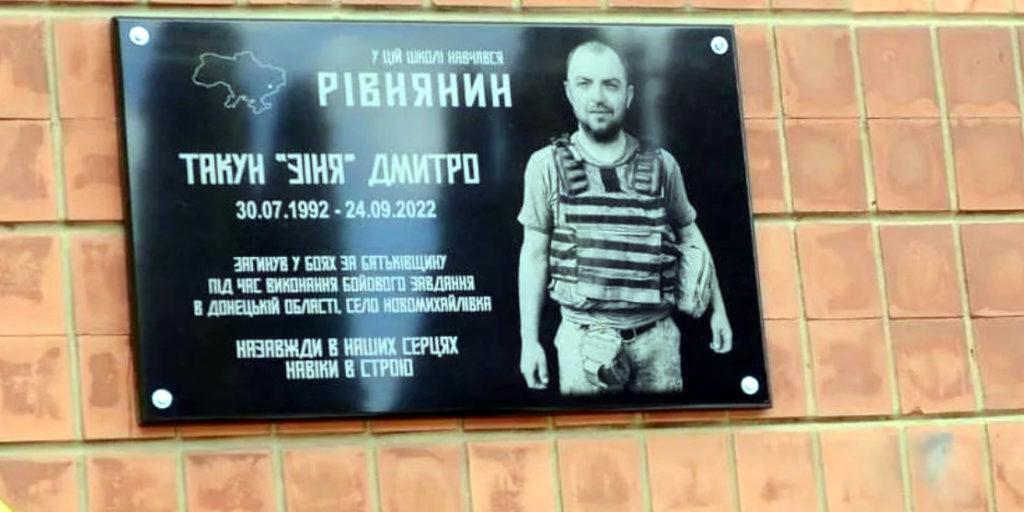 У ЦІЙ ШКОЛІ НАВЧАВСЯ
РІВНЯНИН
ТАКУН "ЗІНЯ" ДМИТРО
30.07.1992 - 24.09.2022
ЗАГИНУВ У БОЯХ ЗА БАТЬКІВЩИНУ
ПІД ЧАС ВИКОНАННЯ БОЙОВОГО ЗАВДАННЯ
В ДОНЕЦЬКІЙ ОБЛАСТІ, СЕЛО НОВОМИХАЙЛІВКА
НАЗАВЖДИ В НАШИХ СЕРЦЯХ
НАВІКИ В СТРОЮ